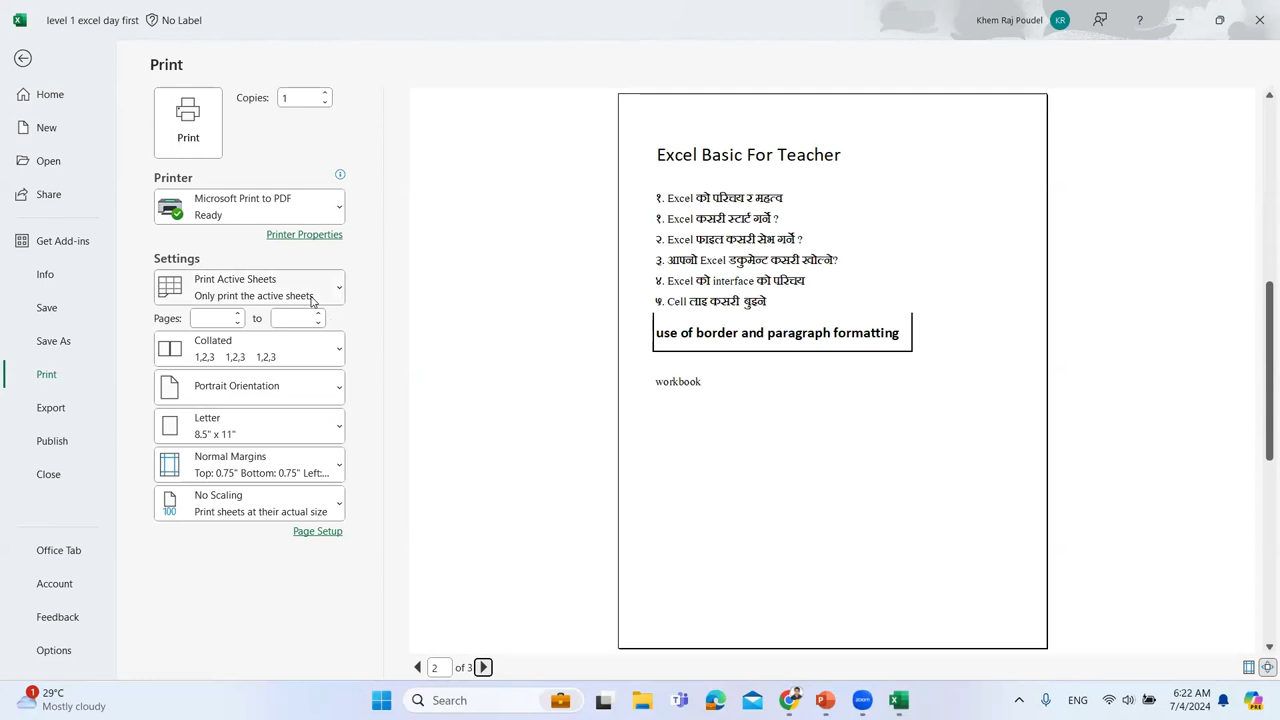 level 1 excel day first
No Label
Khem Raj Poudel
KR
?
Home
New
Open
Share
Get Add-ins
Info
Save
Save As
Print
Export
Publish
Close
Office Tab
Account
Feedback
Options
Print
Print
Copies: 1
Printer
Microsoft Print to PDF
Ready
Printer Properties
Settings
Print Active Sheets
Only print the active sheets
Pages: to
Collated
1,2,3 1,2,3 1,2,3
Portrait Orientation
Letter
8.5" x 11"
Normal Margins
Top: 0.75" Bottom: 0.75" Left:...
No Scaling
100
Print sheets at their actual size
Page Setup
Excel Basic For Teacher
१. Excel को परिचय र महत्व
१. Excel कसरी स्टार्ट गर्ने ?
२. Excel फाइल कसरी सेभ गर्ने ?
३. आपनो Excel डकुमेन्ट कसरी खोल्ने?
४. Excel को interface को परिचय
५. Cell लाइ कसरी बुझ्ने
use of border and paragraph formatting
workbook
2 of 3
1
29°C
Mostly cloudy
Search
ENG
6:22 AM
7/4/2024